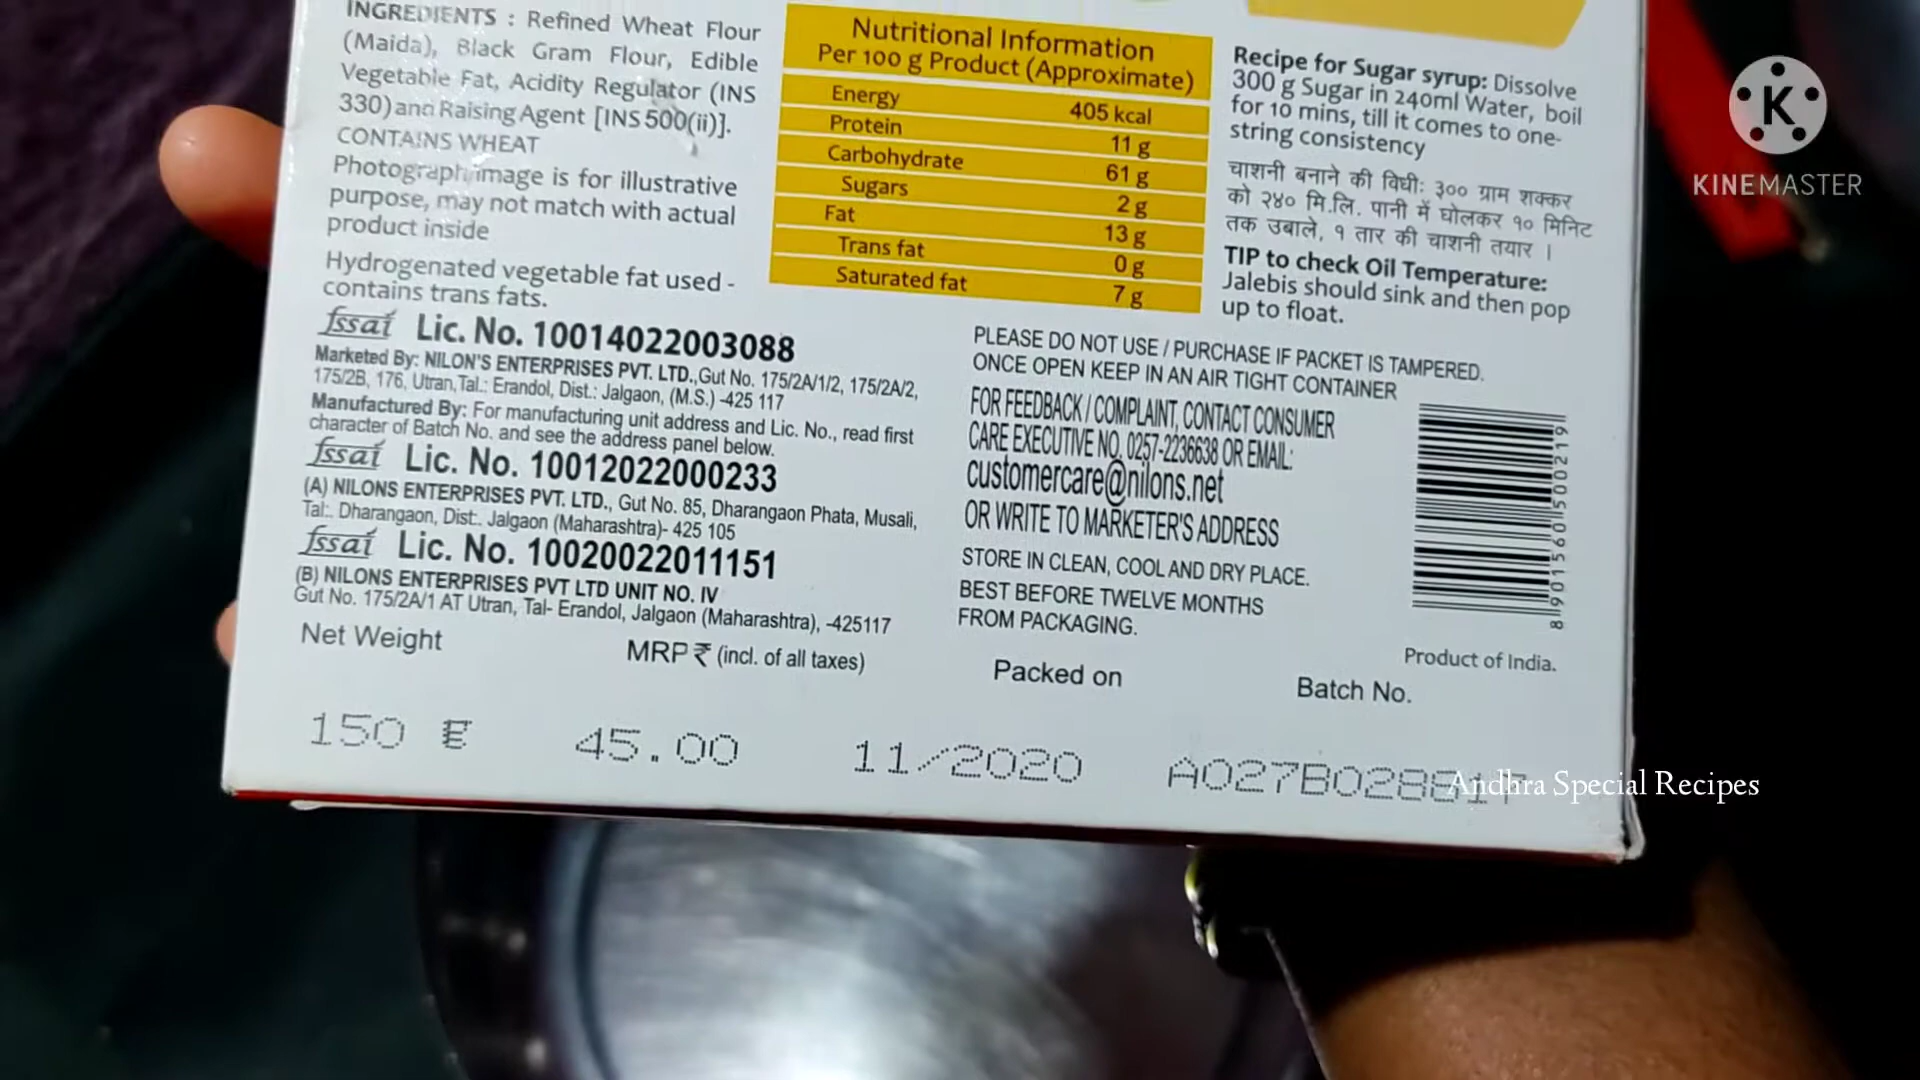 INGREDIENTS : Refined Wheat Flour
(Maida), Black Gram Flour, Edible
Vegetable Fat, Acidity Regulator (INS
330) and Raising Agent [INS 500(ii)].
CONTAINS WHEAT
Photograph/image is for illustrative
purpose, may not match with actual
product inside
Hydrogenated vegetable fat used -
contains trans fats.
Nutritional Information
Per 100 g Product (Approximate)
Energy 405 kcal
Protein 11 g
Carbohydrate 61 g
Sugars 2 g
Fat 13 g
Trans fat 0 g
Saturated fat 7 g
Recipe for Sugar syrup: Dissolve
300 g Sugar in 240ml Water, boil
for 10 mins, till it comes to one-
string consistency
चाशनी बनाने की विघी: ३०० ग्राम शक्कर
को २४० मि.लि. पानी में घोलकर १० मिनिट
तक उबाले, १ तार की चाशनी तयार ।
TIP to check Oil Temperature:
Jalebis should sink and then pop
up to float.
KINEMASTER
fssai Lic. No. 10014022003088
Marketed By: NILON'S ENTERPRISES PVT. LTD.,Gut No. 175/2A/1/2, 175/2A/2,
175/2B, 176, Utran,Tal.: Erandol, Dist.: Jalgaon, (M.S.) -425 117
Manufactured By: For manufacturing unit address and Lic. No., read first
character of Batch No. and see the address panel below.
fssai Lic. No. 10012022000233
(A) NILONS ENTERPRISES PVT. LTD., Gut No. 85, Dharangaon Phata, Musali,
Tal:. Dharangaon, Dist:. Jalgaon (Maharashtra)- 425 105
fssai Lic. No. 10020022011151
(B) NILONS ENTERPRISES PVT LTD UNIT NO. IV
Gut No. 175/2A/1 AT Utran, Tal- Erandol, Jalgaon (Maharashtra), -425117
PLEASE DO NOT USE / PURCHASE IF PACKET IS TAMPERED.
ONCE OPEN KEEP IN AN AIR TIGHT CONTAINER
FOR FEEDBACK / COMPLAINT, CONTACT CONSUMER
CARE EXECUTIVE NO. 0257-2236638 OR EMAIL:
customercare@nilons.net
OR WRITE TO MARKETER'S ADDRESS
STORE IN CLEAN, COOL AND DRY PLACE.
BEST BEFORE TWELVE MONTHS
FROM PACKAGING.
8 901560 500219
Product of India.
Net Weight MRP ₹ (incl. of all taxes) Packed on Batch No.
150 g 45.00 11/2020
Andhra Special Recipes